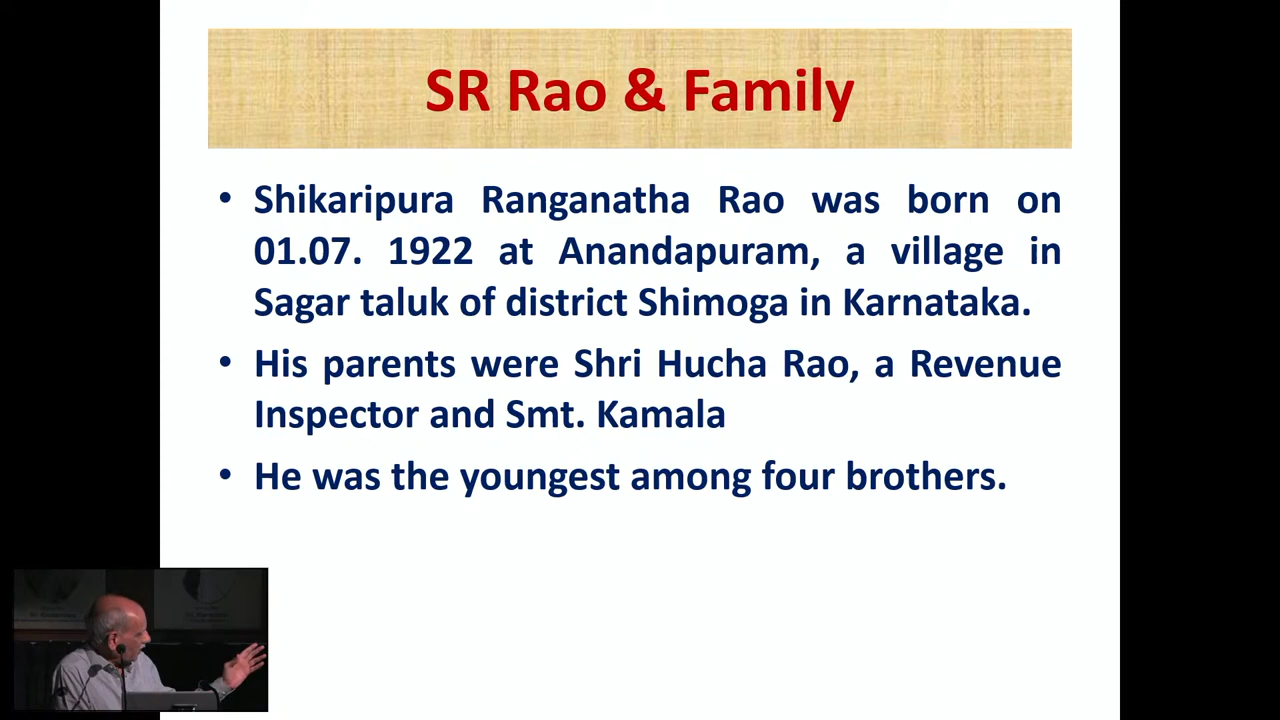 SR Rao & Family
• Shikaripura Ranganatha Rao was born on
01.07. 1922 at Anandapuram, a village in
Sagar taluk of district Shimoga in Karnataka.
• His parents were Shri Hucha Rao, a Revenue
Inspector and Smt. Kamala
• He was the youngest among four brothers.